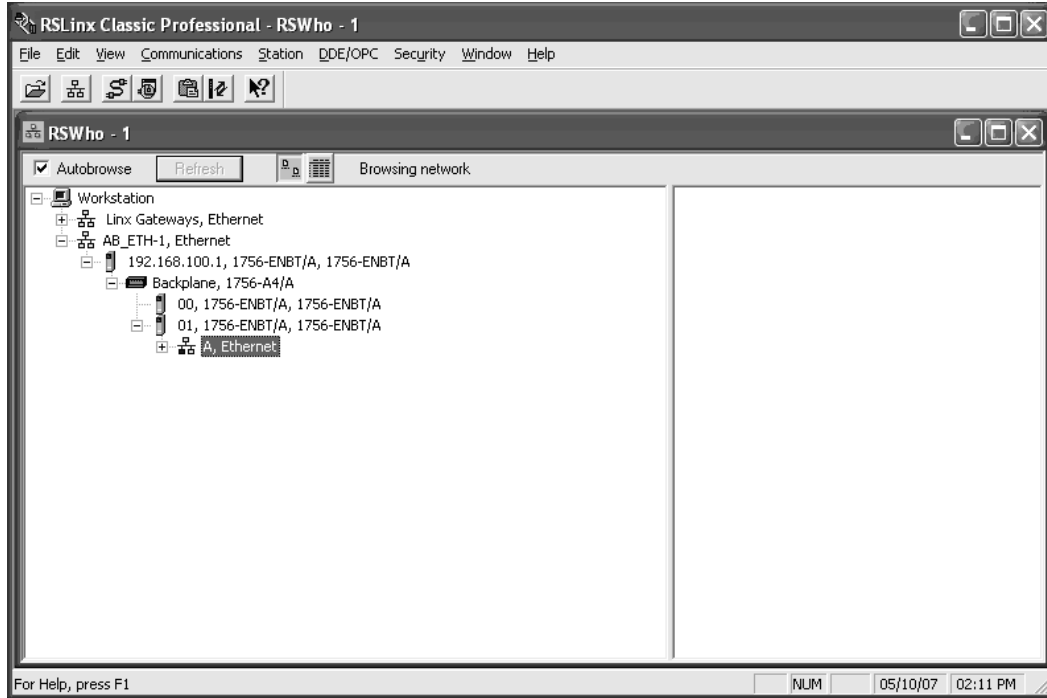 RSLinx Classic Professional - RSWho - 1
File Edit View Communications Station DDE/OPC Security Window Help
RSWho - 1
Autobrowse Refresh Browsing network
Workstation
Linx Gateways, Ethernet
AB_ETH-1, Ethernet
192.168.100.1, 1756-ENBT/A, 1756-ENBT/A
Backplane, 1756-A4/A
00, 1756-ENBT/A, 1756-ENBT/A
01, 1756-ENBT/A, 1756-ENBT/A
A, Ethernet
For Help, press F1 NUM 05/10/07 02:11 PM